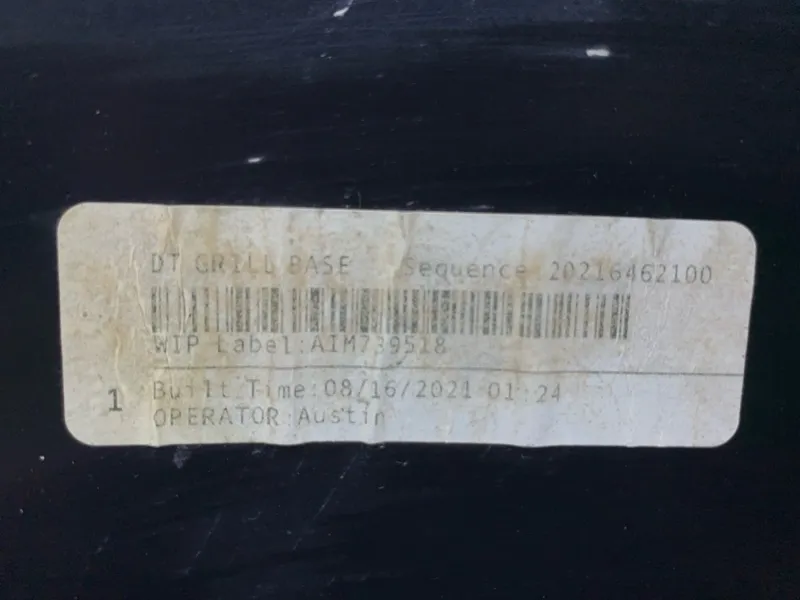 DT GRILL BASE Sequence 20216462100
WIP Label:AIM739518
1
Built Time:08/16/2021 01:24
OPERATOR:Austin